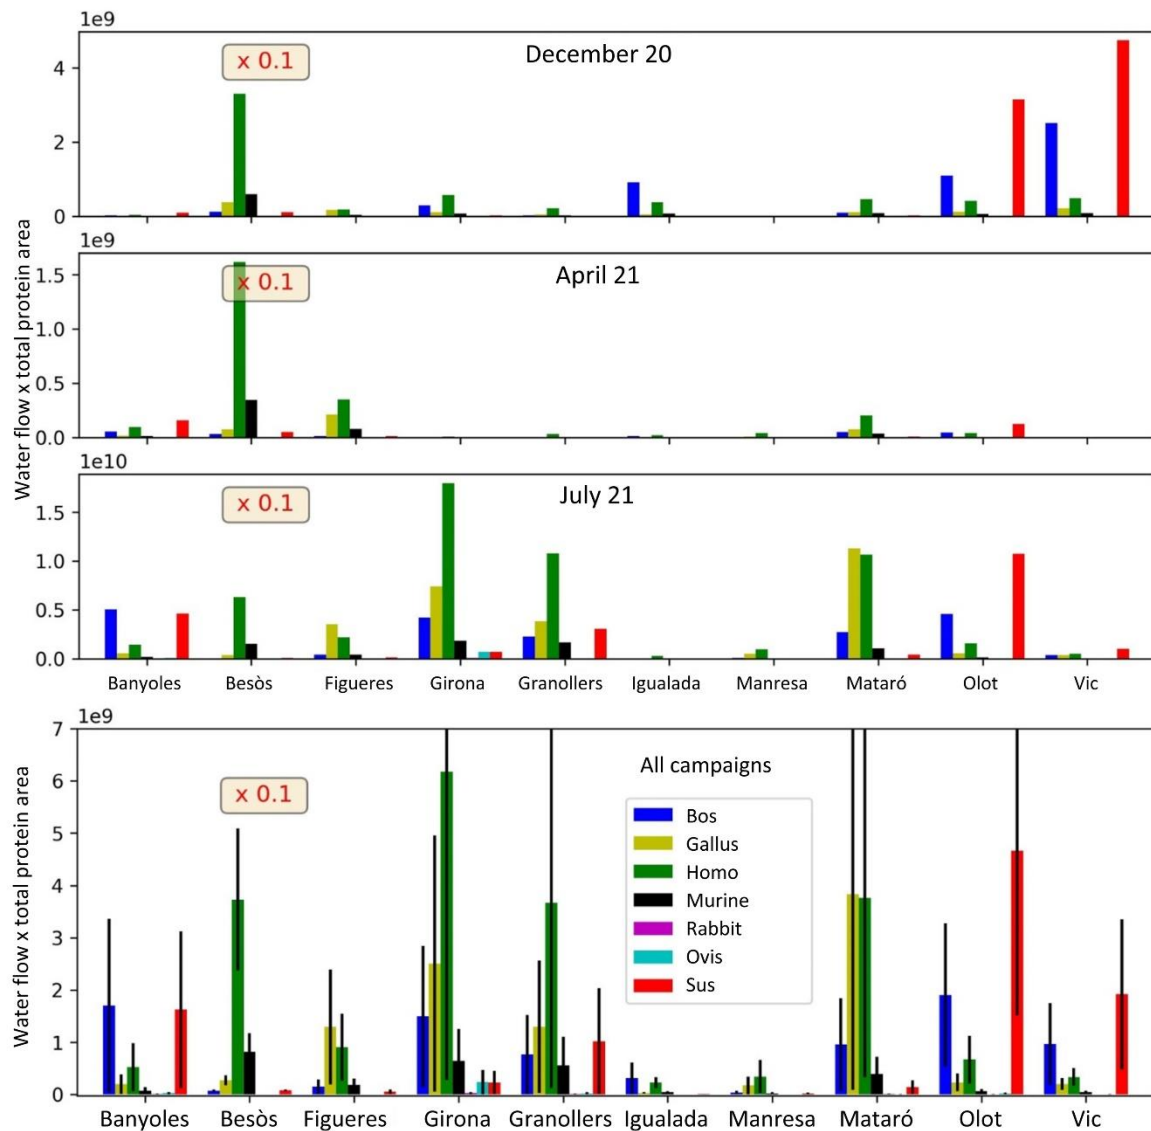 1e9
x 0.1
December 20
4
2
0
1e9
x 0.1
April 21
1.5
1.0
0.5
0.0
Water flow x total protein area
1e10
x 0.1
July 21
1.5
1.0
0.5
0.0
Banyoles Besòs Figueres Girona Granollers Igualada Manresa Mataró Olot Vic
1e9
7
6
5
4
3
2
1
0
Water flow x total protein area
x 0.1
All campaigns
Bos
Gallus
Homo
Murine
Rabbit
Ovis
Sus
Banyoles Besòs Figueres Girona Granollers Igualada Manresa Mataró Olot Vic